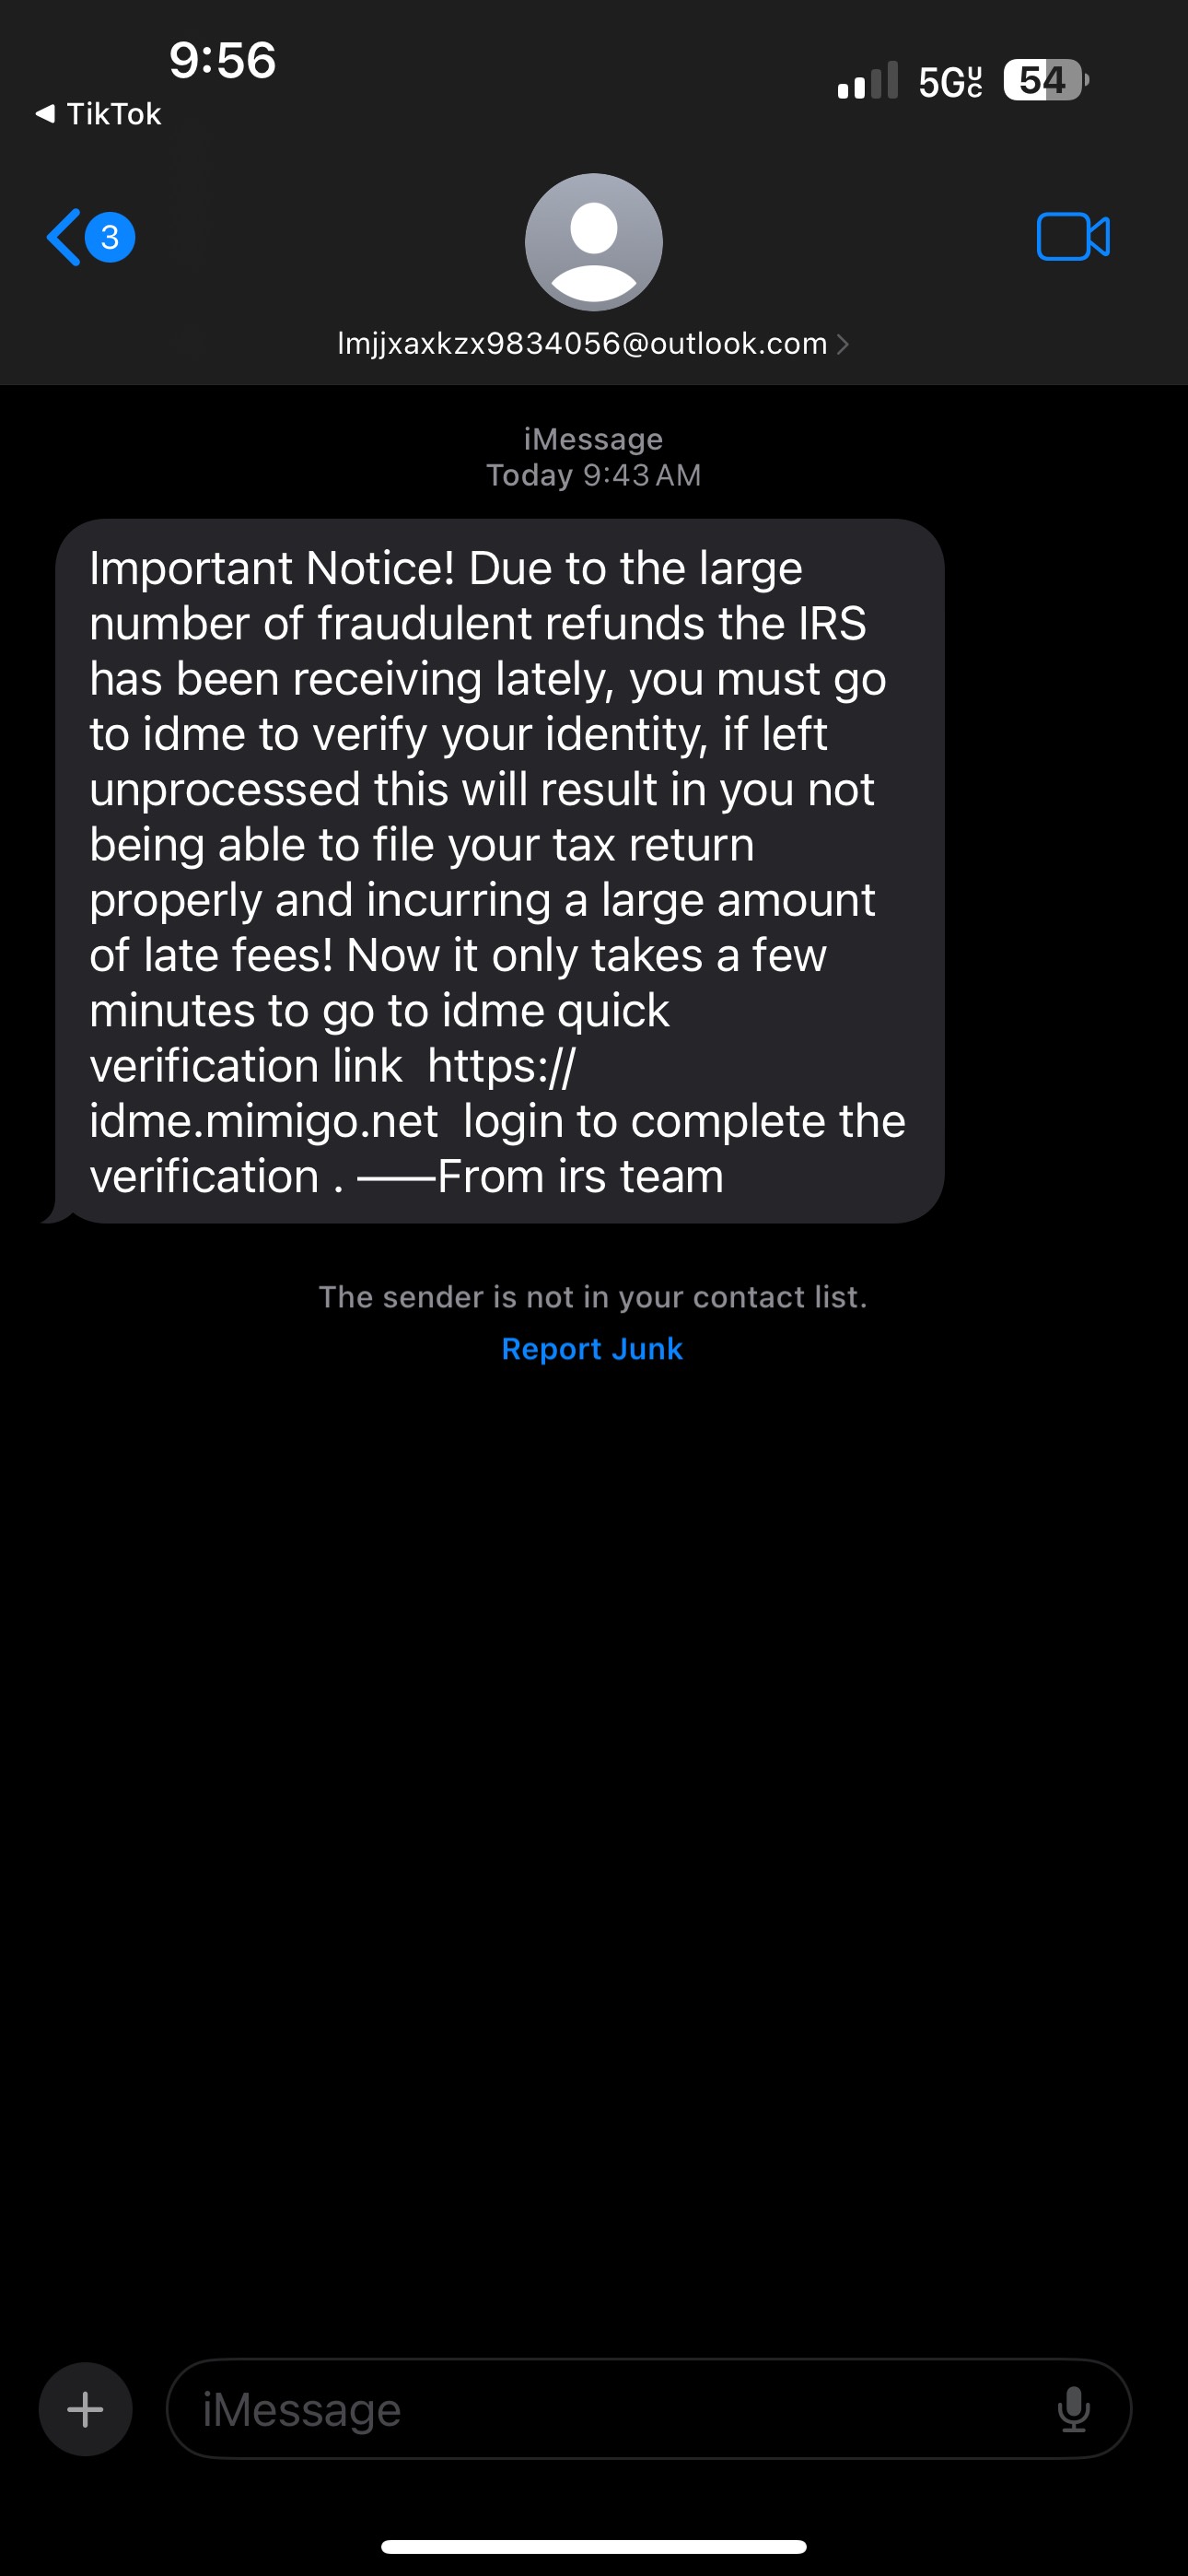 9:56
TikTok
5G UC
54
3
lmjjxaxkzx9834056@outlook.com
iMessage
Today 9:43 AM
Important Notice! Due to the large
number of fraudulent refunds the IRS
has been receiving lately, you must go
to idme to verify your identity, if left
unprocessed this will result in you not
being able to file your tax return
properly and incurring a large amount
of late fees! Now it only takes a few
minutes to go to idme quick
verification link  https://
idme.mimigo.net  login to complete the
verification . ——From irs team
The sender is not in your contact list.
Report Junk
iMessage